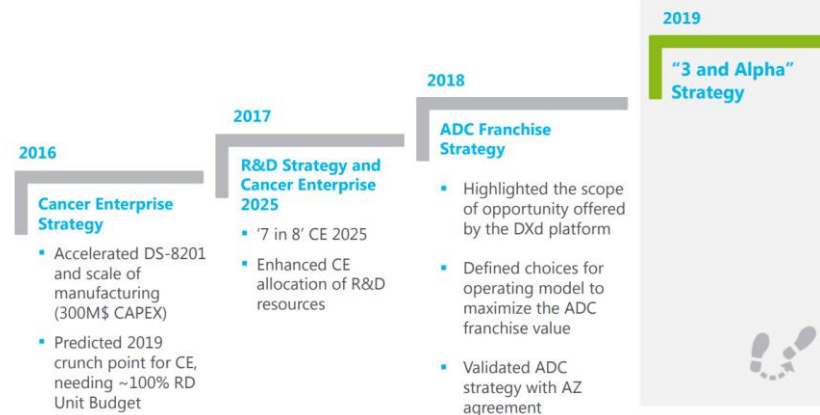 2016
Cancer Enterprise
Strategy
▪ Accelerated DS-8201
and scale of
manufacturing
(300M$ CAPEX)
▪ Predicted 2019
crunch point for CE,
needing ~100% RD
Unit Budget
2017
R&D Strategy and
Cancer Enterprise
2025
▪ ‘7 in 8’ CE 2025
▪ Enhanced CE
allocation of R&D
resources
2018
ADC Franchise
Strategy
▪ Highlighted the scope
of opportunity offered
by the DXd platform
▪ Defined choices for
operating model to
maximize the ADC
franchise value
▪ Validated ADC
strategy with AZ
agreement
2019
“3 and Alpha”
Strategy